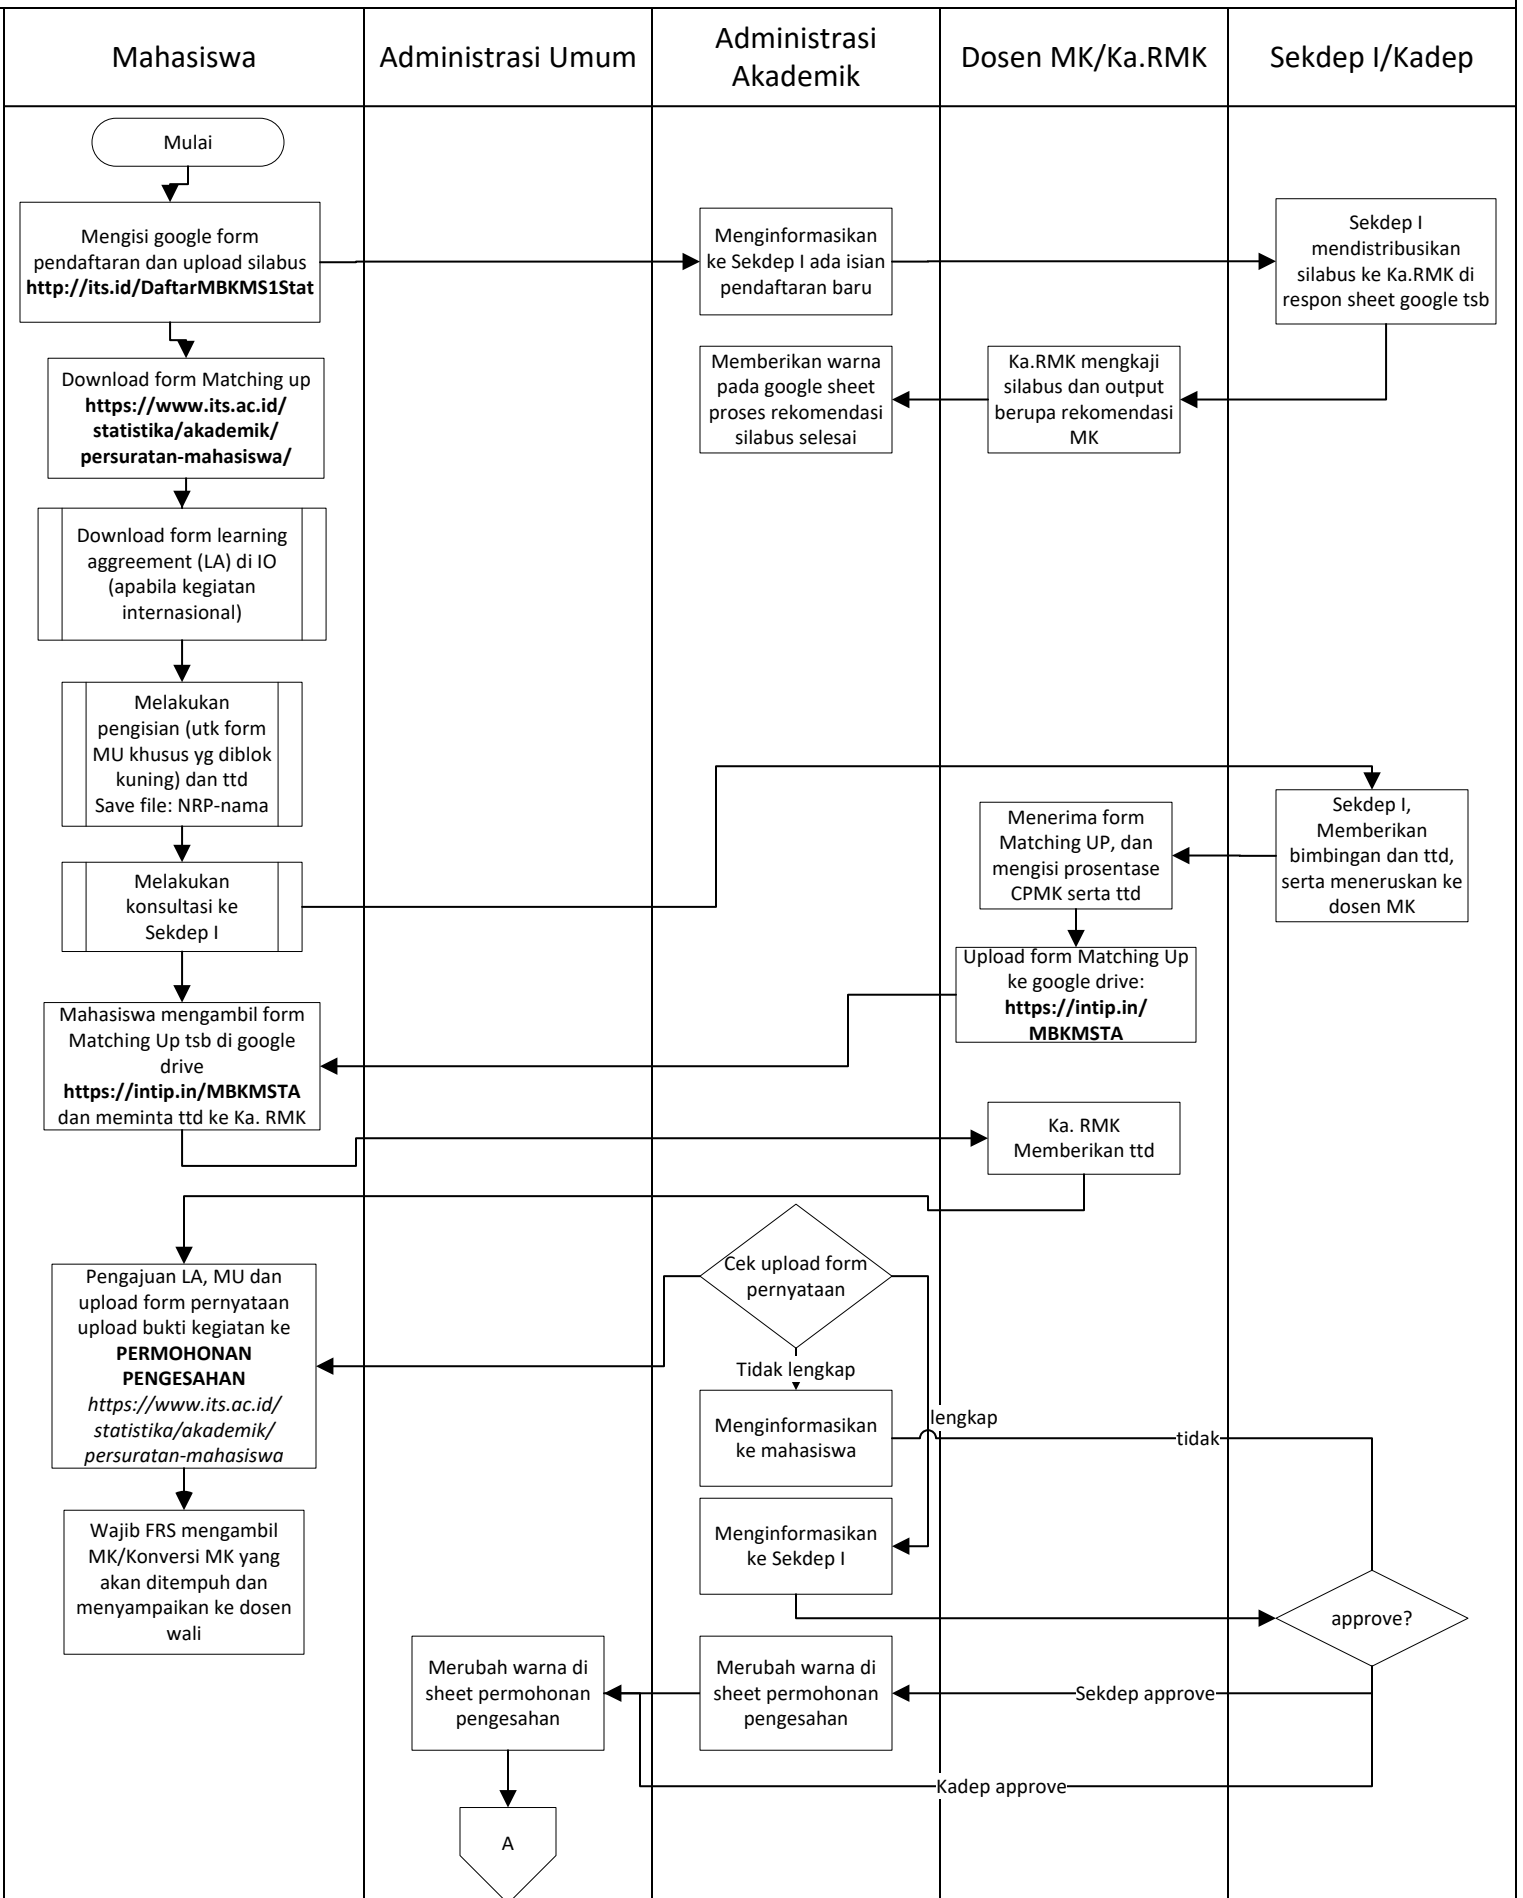 Mahasiswa
Administrasi Umum
Administrasi
Akademik
Dosen MK/Ka.RMK
Sekdep I/Kadep
Mulai
Mengisi google form
pendaftaran dan upload silabus
http://its.id/DaftarMBKMS1Stat
Menginformasikan
ke Sekdep I ada isian
pendaftaran baru
Sekdep I
mendistribusikan
silabus ke Ka.RMK di
respon sheet google tsb
Download form Matching up
https://www.its.ac.id/
statistika/akademik/
persuratan-mahasiswa/
Memberikan warna
pada google sheet
proses rekomendasi
silabus selesai
Ka.RMK mengkaji
silabus dan output
berupa rekomendasi
MK
Download form learning
aggreement (LA) di IO
(apabila kegiatan
internasional)
Melakukan
pengisian (utk form
MU khusus yg diblok
kuning) dan ttd
Save file: NRP-nama
Menerima form
Matching UP, dan
mengisi prosentase
CPMK serta ttd
Sekdep I,
Memberikan
bimbingan dan ttd,
serta meneruskan ke
dosen MK
Melakukan
konsultasi ke
Sekdep I
Upload form Matching Up
ke google drive:
https://intip.in/
MBKMSTA
Mahasiswa mengambil form
Matching Up tsb di google
drive
https://intip.in/MBKMSTA
dan meminta ttd ke Ka. RMK
Ka. RMK
Memberikan ttd
Cek upload form
pernyataan
Pengajuan LA, MU dan
upload form pernyataan
upload bukti kegiatan ke
PERMOHONAN
PENGESAHAN
https://www.its.ac.id/
statistika/akademik/
persuratan-mahasiswa
Tidak lengkap
Menginformasikan
ke mahasiswa
lengkap
tidak
Wajib FRS mengambil
MK/Konversi MK yang
akan ditempuh dan
menyampaikan ke dosen
wali
Menginformasikan
ke Sekdep I
approve?
Merubah warna di
sheet permohonan
pengesahan
Merubah warna di
sheet permohonan
pengesahan
Sekdep approve
Kadep approve
A